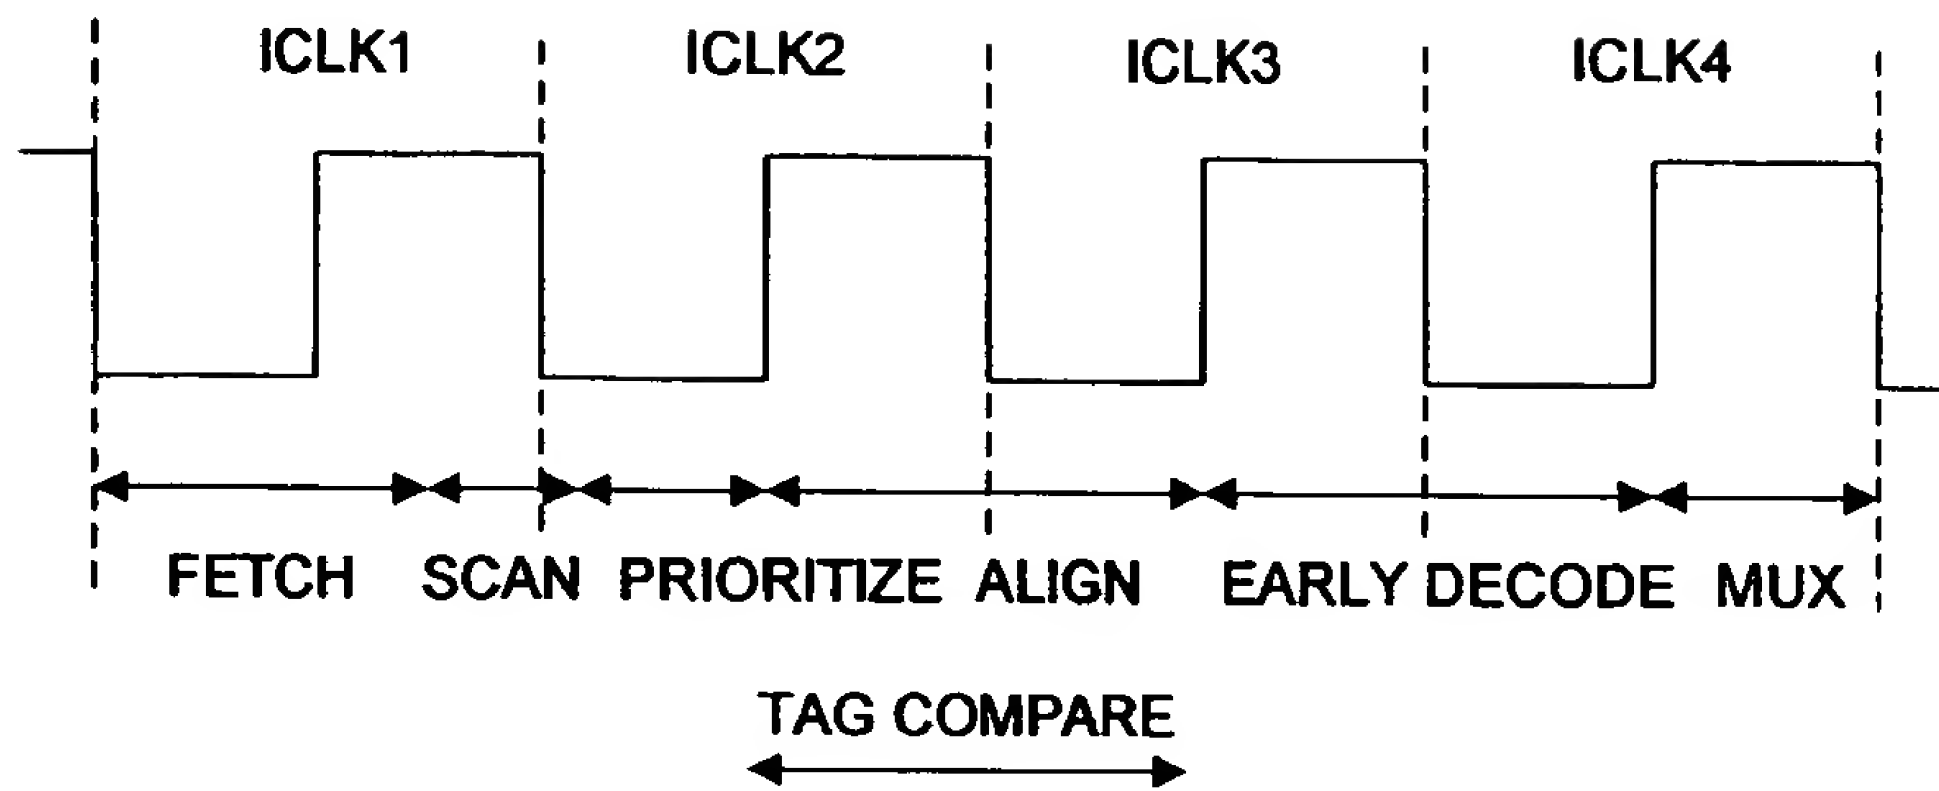 ICLK1 ICLK2 ICLK3 ICLK4
FETCH SCAN PRIORITIZE ALIGN EARLY DECODE MUX
TAG COMPARE